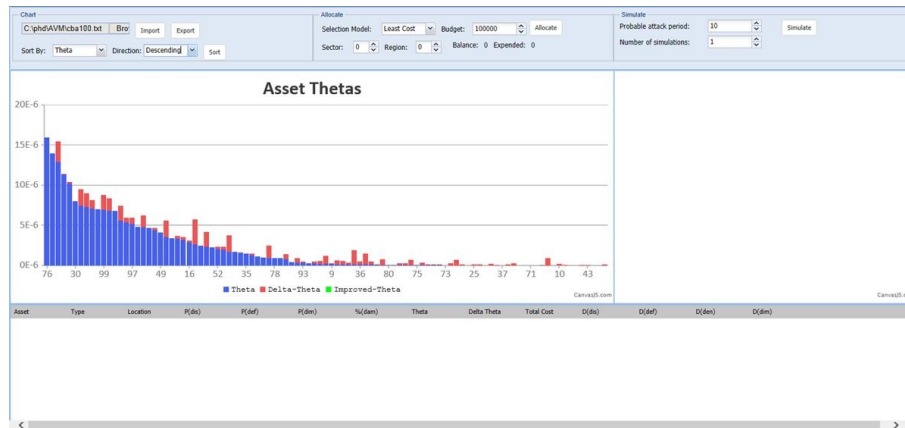 Chart
C:\phd\AVM\cba100.txt Bro Import Export
Sort By: Theta Direction: Descending Sort
Allocate
Selection Model: Least Cost Budget: 100000 Allocate
Sector: 0 Region: 0 Balance: 0 Expended: 0
Simulate
Probable attack period: 10 Simulate
Number of simulations: 1
Asset Thetas
20E-6
15E-6
10E-6
5E-6
0E-6
76 30 99 97 49 16 52 35 78 93 9 36 80 75 73 25 37 71 10 43
Theta Delta-Theta Improved-Theta
CanvasJS.com
CanvasJS.c
Asset Type Location P(dis) P(def) P(dim) %(dam) Theta Delta Theta Total Cost D(dis) D(def) D(den) D(dim)